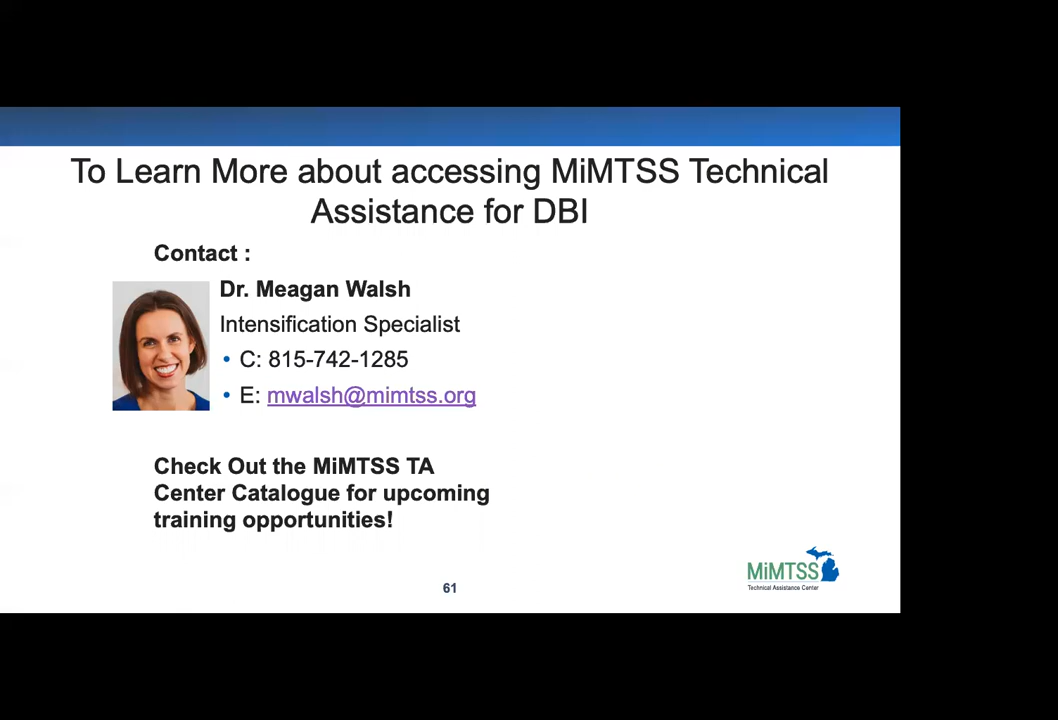 To Learn More about accessing MiMTSS Technical
Assistance for DBI
Contact :
Dr. Meagan Walsh
Intensification Specialist
• C: 815-742-1285
• E: mwalsh@mimtss.org
Check Out the MiMTSS TA
Center Catalogue for upcoming
training opportunities!
61
MiMTSS
Technical Assistance Center